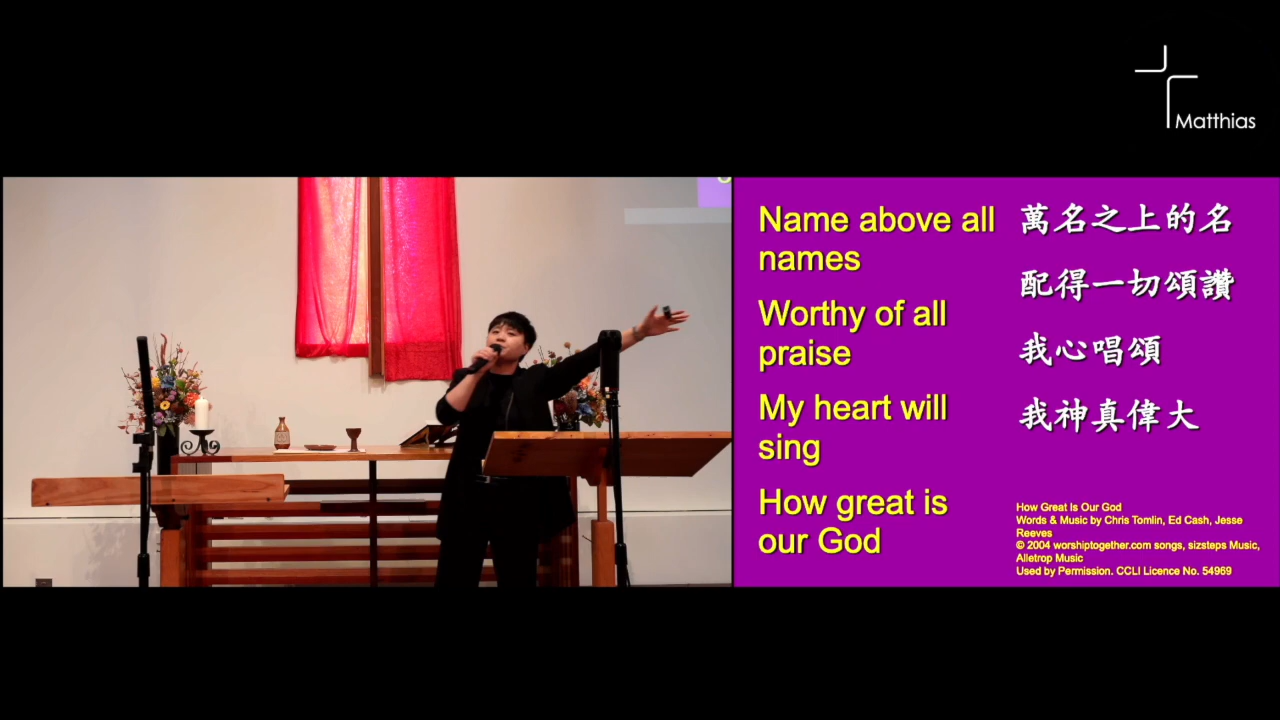 Matthias
Name above all
names
Worthy of all
praise
My heart will
sing
How great is
our God
萬名之上的名
配得一切頌讚
我心唱頌
我神真偉大
How Great Is Our God
Words & Music by Chris Tomlin, Ed Cash, Jesse
Reeves
© 2004 worshiptogether.com songs, sizsteps Music,
Alletrop Music
Used by Permission. CCLI Licence No. 54969